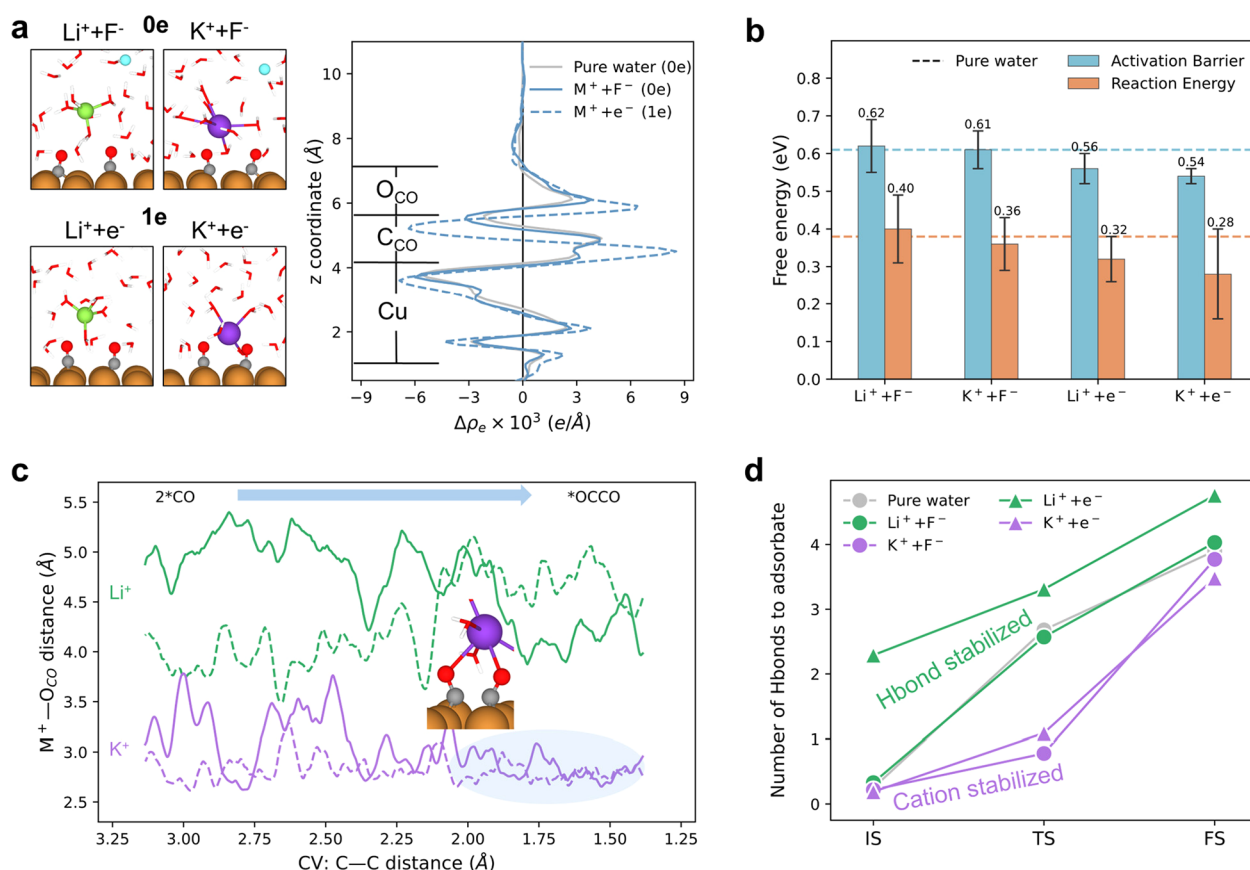 a
0e
Li⁺+F⁻
K⁺+F⁻
1e
Li⁺+e⁻
K⁺+e⁻
Pure water (0e)
M⁺+F⁻ (0e)
M⁺+e⁻ (1e)
z coordinate (Å)
10
8
6
4
2
O_CO
C_CO
Cu
−9
−6
−3
0
3
6
9
Δρₑ × 10³ (e/Å)
b
Pure water
Activation Barrier
Reaction Energy
Free energy (eV)
0.8
0.7
0.6
0.5
0.4
0.3
0.2
0.1
0.0
0.62
0.40
0.61
0.36
0.56
0.32
0.54
0.28
Li⁺+F⁻
K⁺+F⁻
Li⁺+e⁻
K⁺+e⁻
c
2*CO
*OCCO
M⁺—O_CO distance (Å)
5.5
5.0
4.5
4.0
3.5
3.0
2.5
Li⁺
K⁺
3.25
3.00
2.75
2.50
2.25
2.00
1.75
1.50
1.25
CV: C—C distance (Å)
d
Pure water
Li⁺+F⁻
K⁺+F⁻
Li⁺+e⁻
K⁺+e⁻
Number of Hbonds to adsorbate
4
3
2
1
0
Hbond stabilized
Cation stabilized
IS
TS
FS